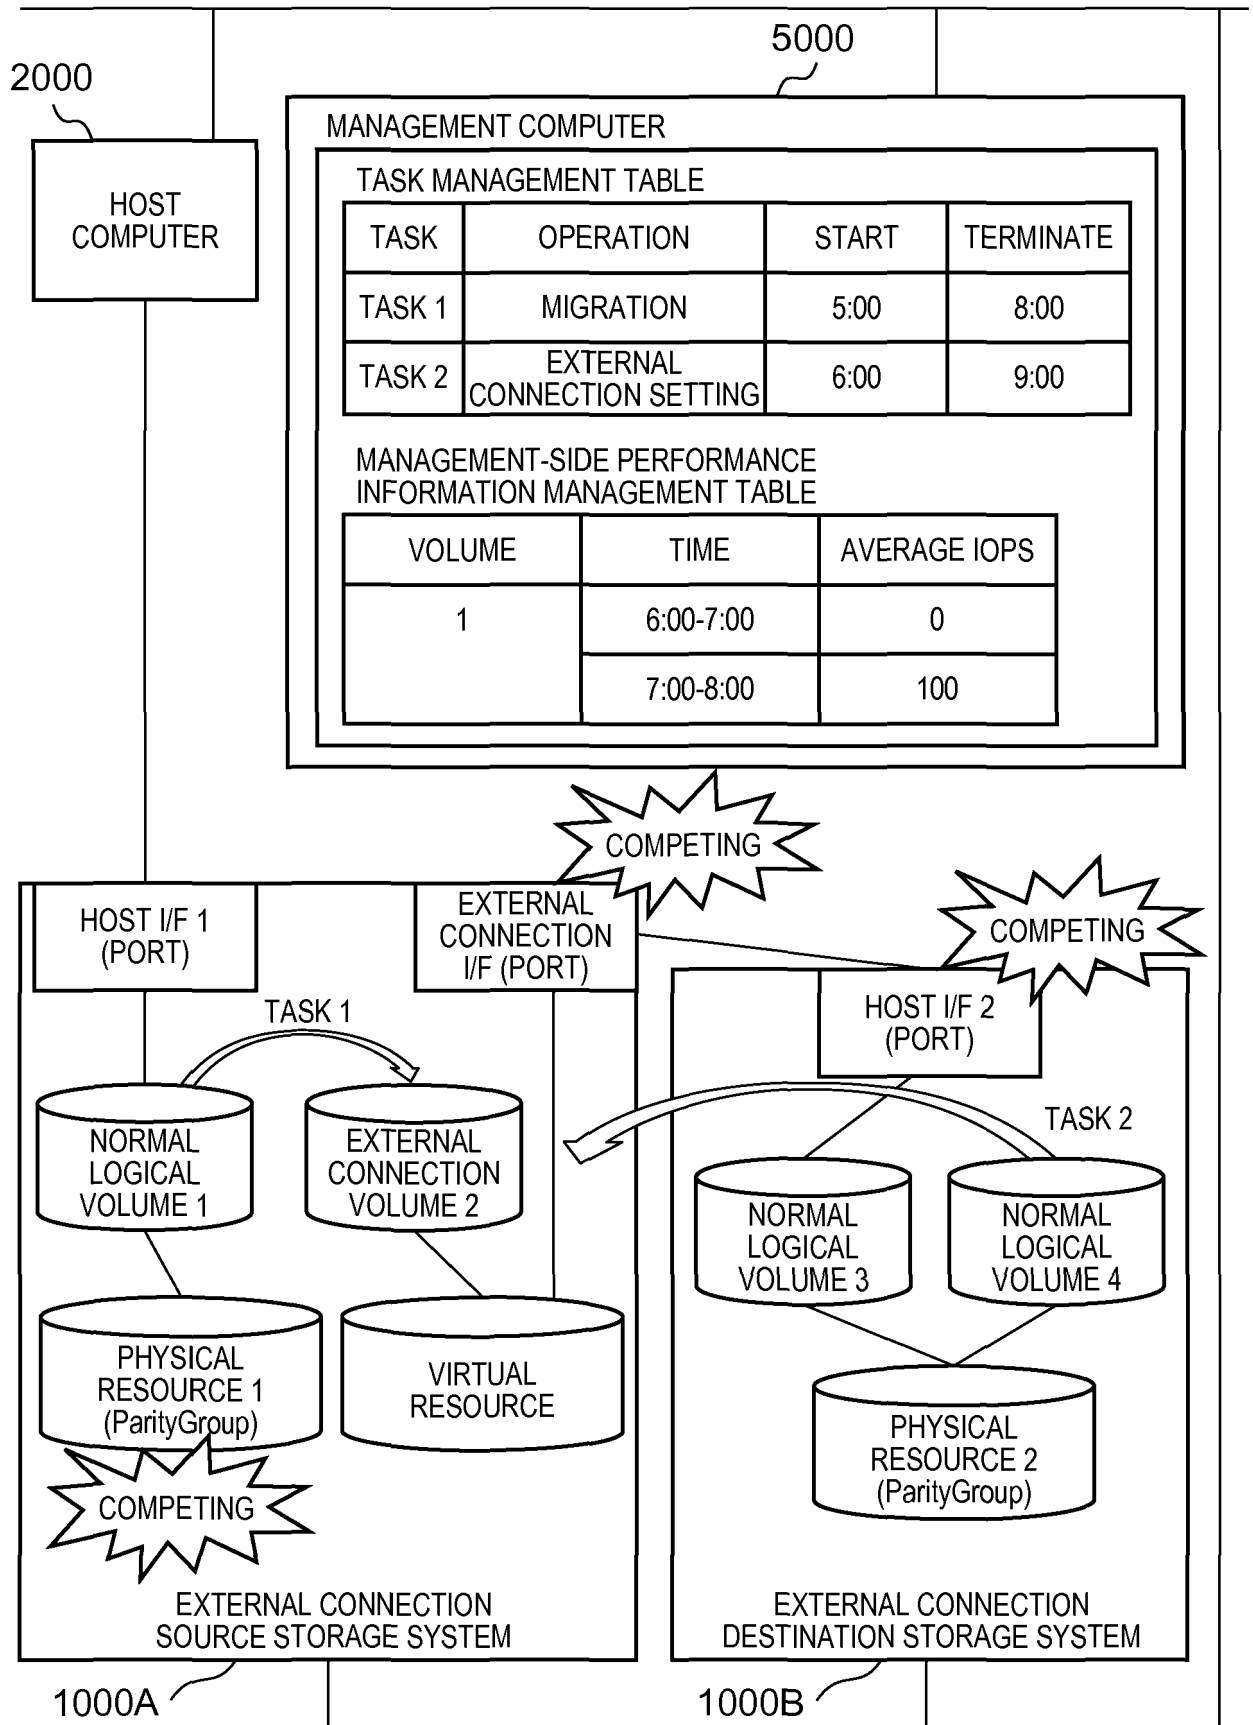 5000
2000
MANAGEMENT COMPUTER
HOST
COMPUTER
TASK MANAGEMENT TABLE
TASK OPERATION START TERMINATE
TASK 1 MIGRATION 5:00 8:00
TASK 2 EXTERNAL
CONNECTION SETTING 6:00 9:00
MANAGEMENT-SIDE PERFORMANCE
INFORMATION MANAGEMENT TABLE
VOLUME TIME AVERAGE IOPS
1 6:00-7:00 0
7:00-8:00 100
COMPETING
HOST I/F 1
(PORT)
EXTERNAL
CONNECTION
I/F (PORT)
COMPETING
HOST I/F 2
(PORT)
TASK 1
TASK 2
NORMAL
LOGICAL
VOLUME 1
EXTERNAL
CONNECTION
VOLUME 2
NORMAL
LOGICAL
VOLUME 3
NORMAL
LOGICAL
VOLUME 4
PHYSICAL
RESOURCE 1
(ParityGroup)
VIRTUAL
RESOURCE
PHYSICAL
RESOURCE 2
(ParityGroup)
COMPETING
EXTERNAL CONNECTION
SOURCE STORAGE SYSTEM
EXTERNAL CONNECTION
DESTINATION STORAGE SYSTEM
1000A
1000B